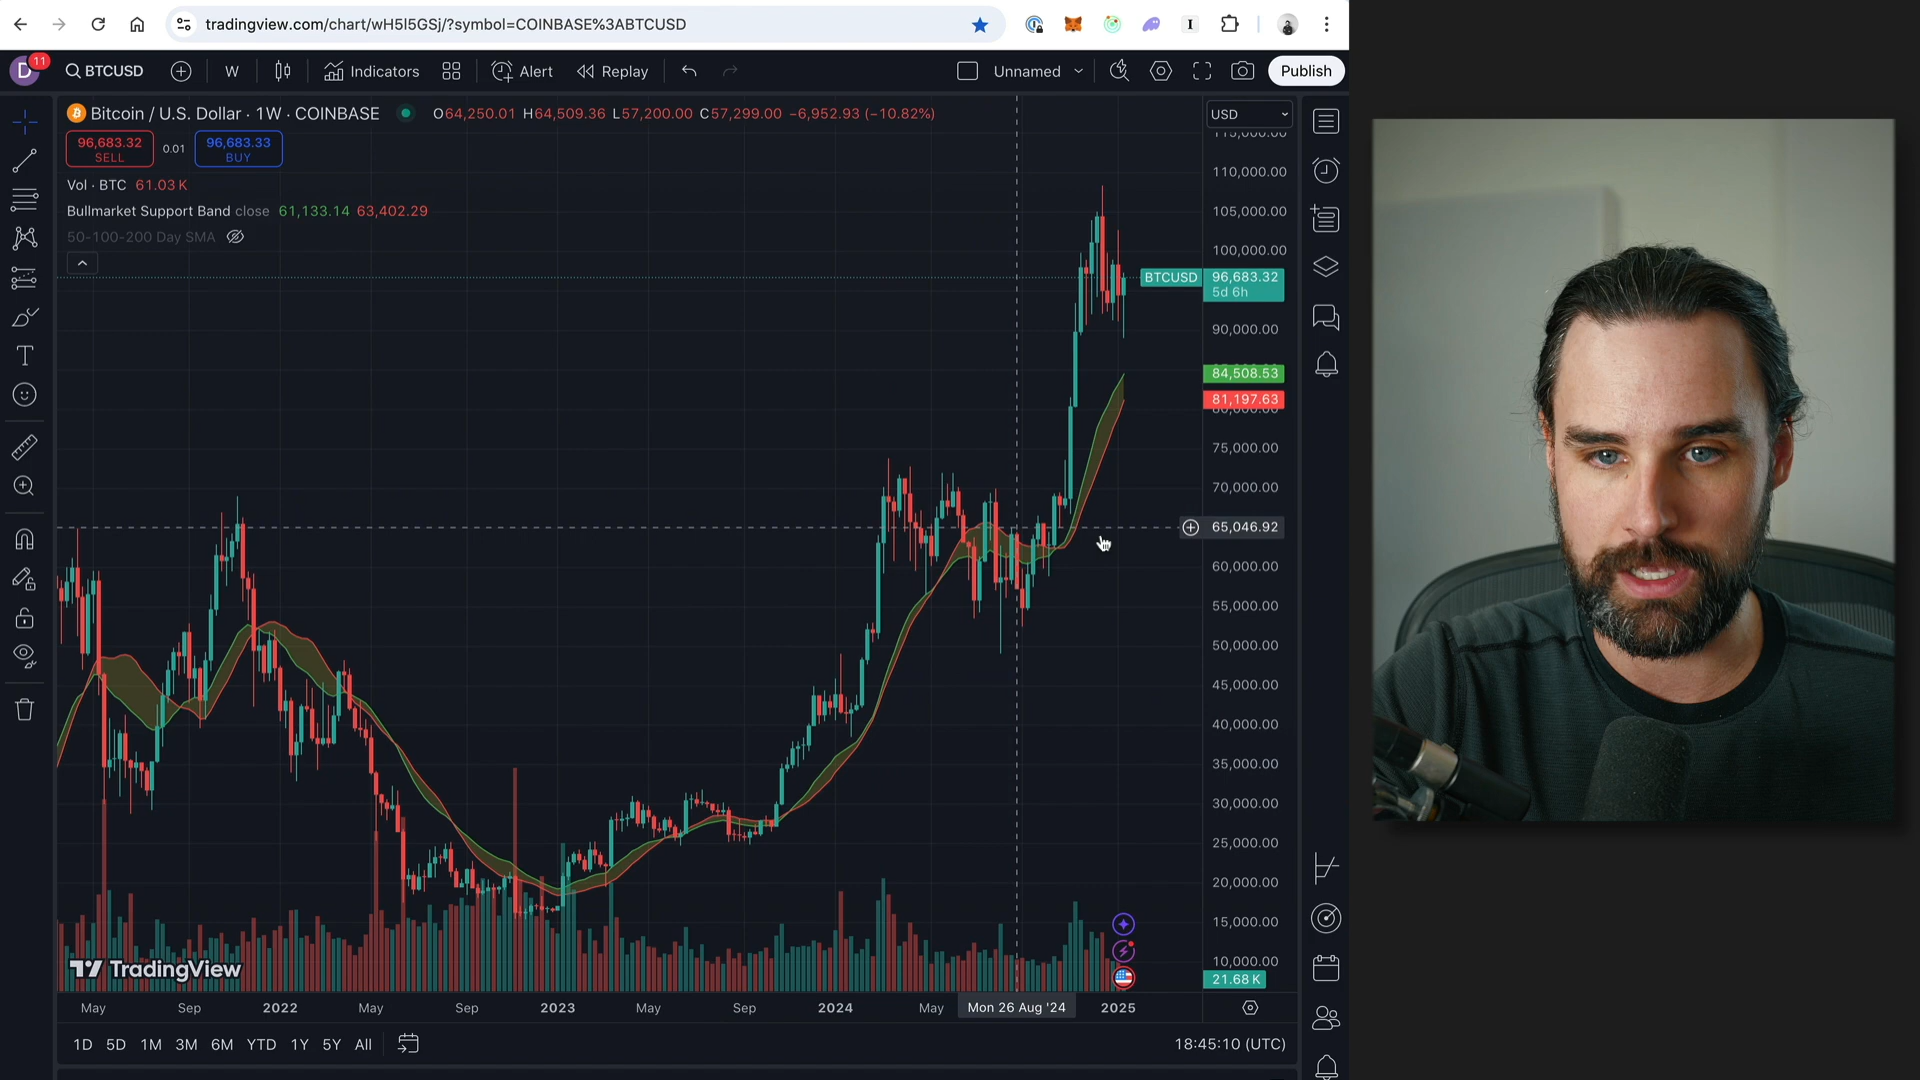 tradingview.com/chart/wH5I5GSj/?symbol=COINBASE%3ABTCUSD
D
11
BTCUSD
W
Indicators
Alert
Replay
Unnamed
Publish
Bitcoin / U.S. Dollar · 1W · COINBASE
O64,250.01 H64,509.36 L57,200.00 C57,299.00 −6,952.93 (−10.82%)
USD
96,683.32
SELL
0.01
96,683.33
BUY
Vol · BTC 61.03 K
Bullmarket Support Band close 61,133.14 63,402.29
50-100-200 Day SMA
115,000.00
110,000.00
105,000.00
100,000.00
BTCUSD
96,683.32
5d 6h
90,000.00
84,508.53
81,197.63
80,000.00
75,000.00
70,000.00
65,046.92
60,000.00
55,000.00
50,000.00
45,000.00
40,000.00
35,000.00
30,000.00
25,000.00
20,000.00
15,000.00
10,000.00
21.68 K
TradingView
May
Sep
2022
May
Sep
2023
May
Sep
2024
May
Mon 26 Aug '24
2025
1D
5D
1M
3M
6M
YTD
1Y
5Y
All
18:45:10 (UTC)